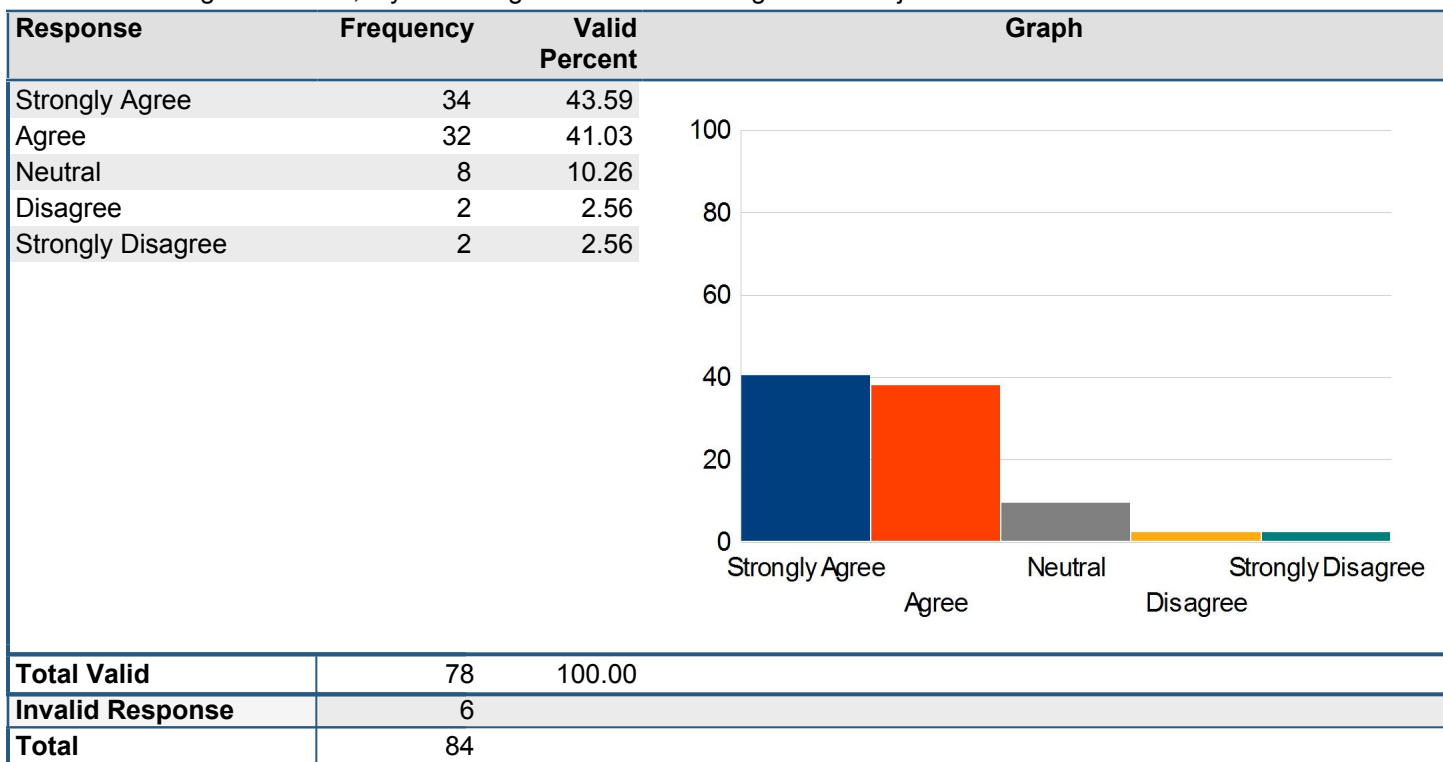 Response Frequency Valid Percent Graph
Strongly Agree 34 43.59
Agree 32 41.03
Neutral 8 10.26
Disagree 2 2.56
Strongly Disagree 2 2.56
100
80
60
40
20
0
Strongly Agree Neutral Strongly Disagree
Agree Disagree
Total Valid 78 100.00
Invalid Response 6
Total 84